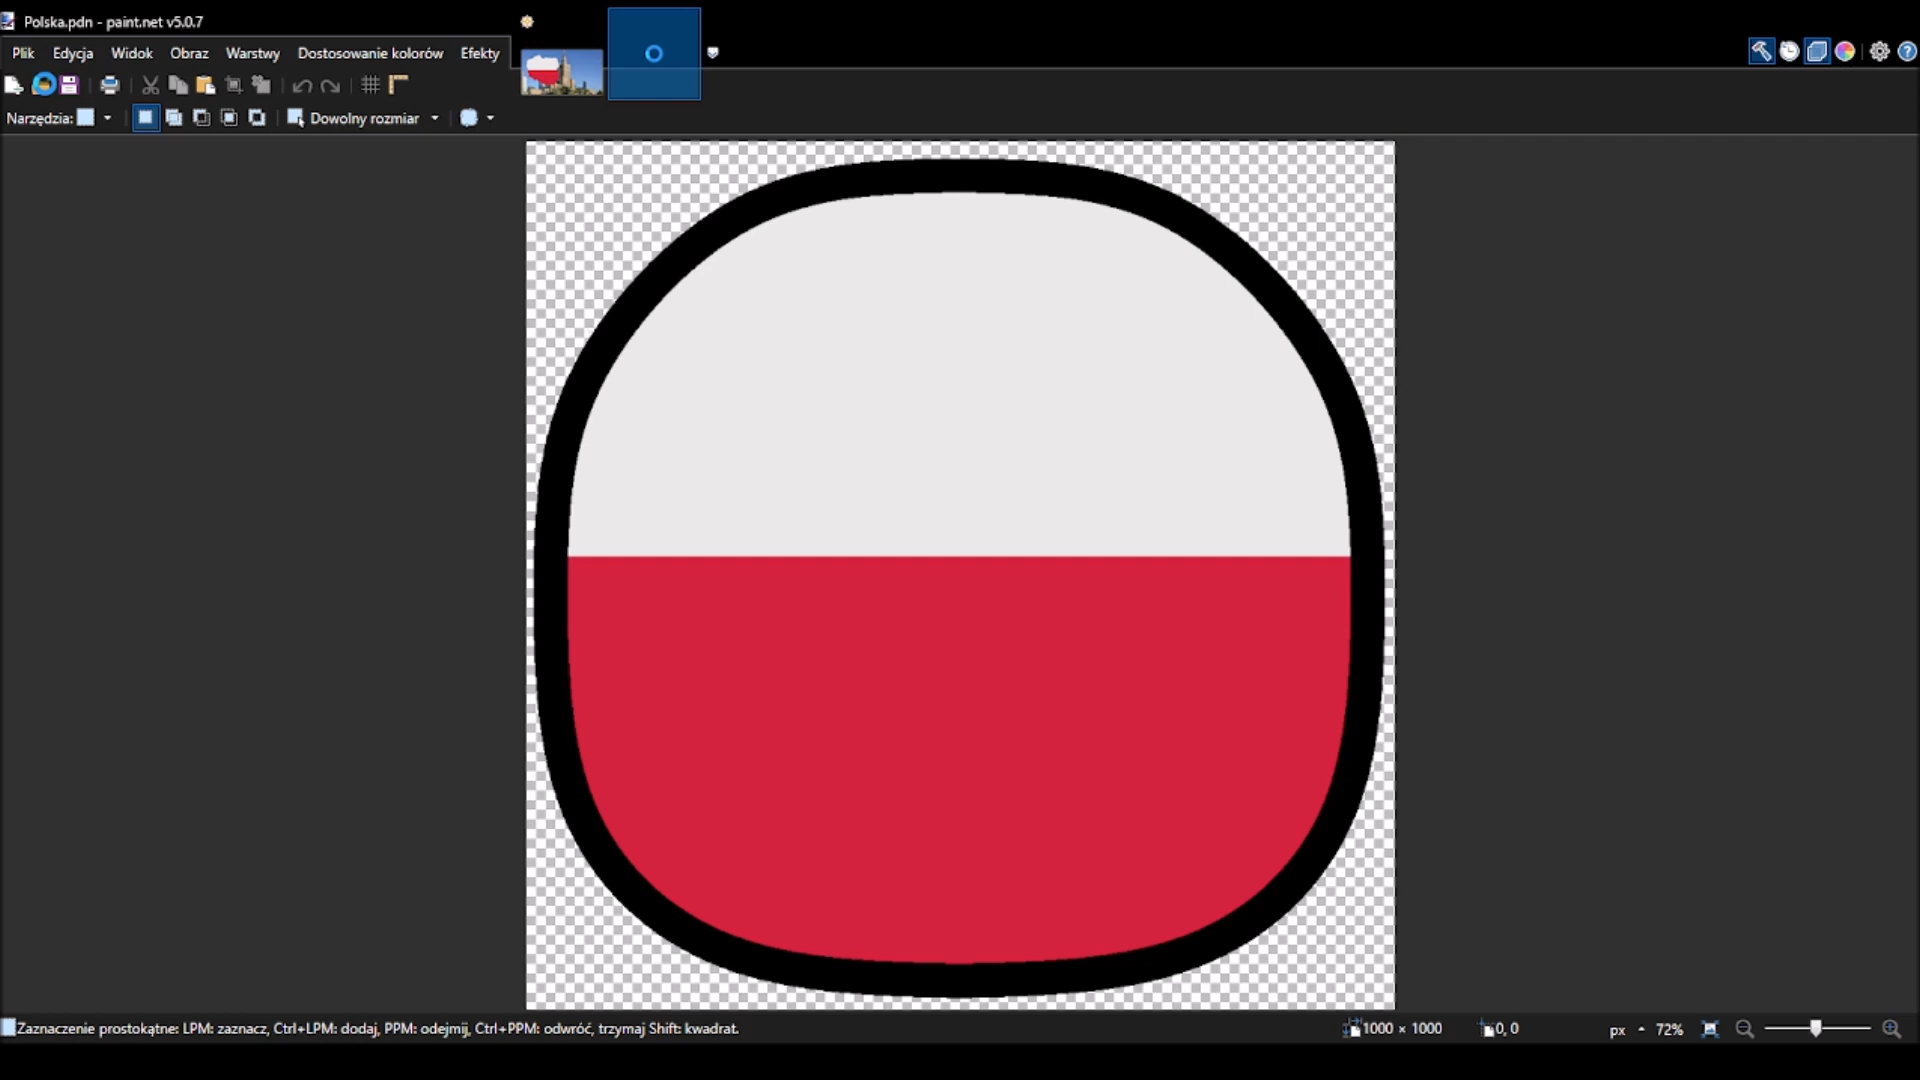 Polska.pdn - paint.net v5.0.7
Plik Edycja Widok Obraz Warstwy Dostosowanie kolorów Efekty
Narzędzia: Dowolny rozmiar
Zaznaczenie prostokątne: LPM: zaznacz, Ctrl+LPM: dodaj, PPM: odejmij, Ctrl+PPM: odwróć, trzymaj Shift: kwadrat. 1000 × 1000 0, 0 px 72%